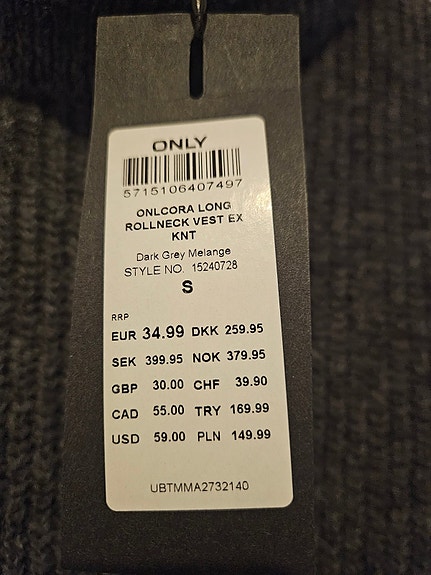 ONLY
5715106407497
ONLCORA LONG
ROLLNECK VEST EX
KNT
Dark Grey Melange
STYLE NO. 15240728
S
RRP
EUR 34.99 DKK 259.95
SEK 399.95 NOK 379.95
GBP 30.00 CHF 39.90
CAD 55.00 TRY 169.99
USD 59.00 PLN 149.99
UBTMMA2732140